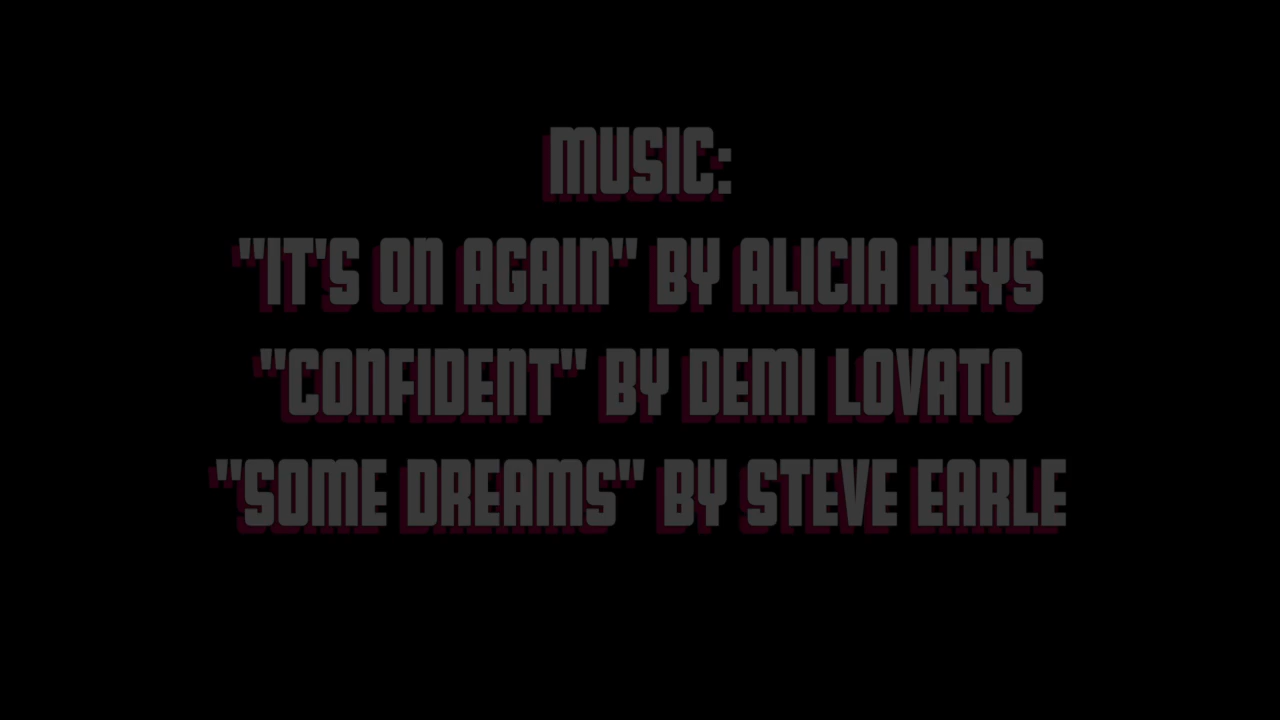 MUSIC:
"IT'S ON AGAIN" BY ALICIA KEYS
"CONFIDENT" BY DEMI LOVATO
"SOME DREAMS" BY STEVE EARLE